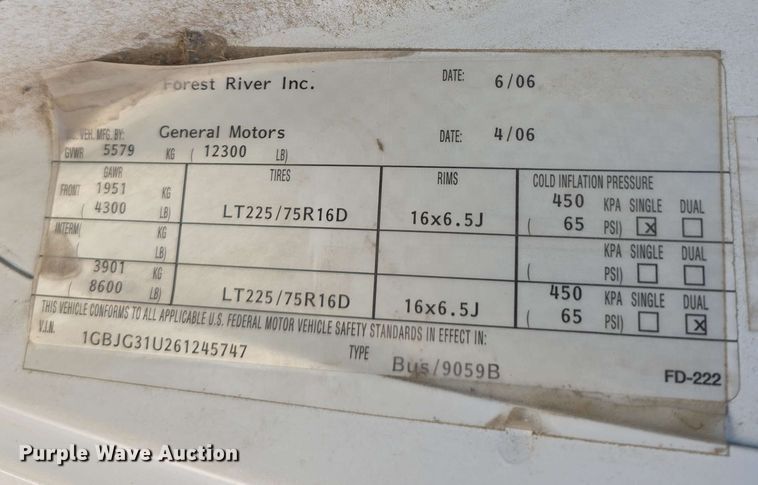 Forest River Inc. DATE: 6/06
VEH. MFG. BY: General Motors DATE: 4/06
GVWR 5579 KG ( 12300 LB)
GAWR TIRES RIMS COLD INFLATION PRESSURE
FRONT 1951 KG 450 KPA SINGLE DUAL
( 4300 LB) LT225/75R16D 16x6.5J ( 65 PSI) X
INTERM( KG KPA SINGLE DUAL
LB) ( PSI)
3901 KG 450 KPA SINGLE DUAL
( 8600 LB) LT225/75R16D 16x6.5J ( 65 PSI) X
THIS VEHICLE CONFORMS TO ALL APPLICABLE U.S. FEDERAL MOTOR VEHICLE SAFETY STANDARDS IN EFFECT IN:
V.I.N. 1GBJG31U261245747 TYPE Bus/9059B
FD-222
Purple Wave Auction